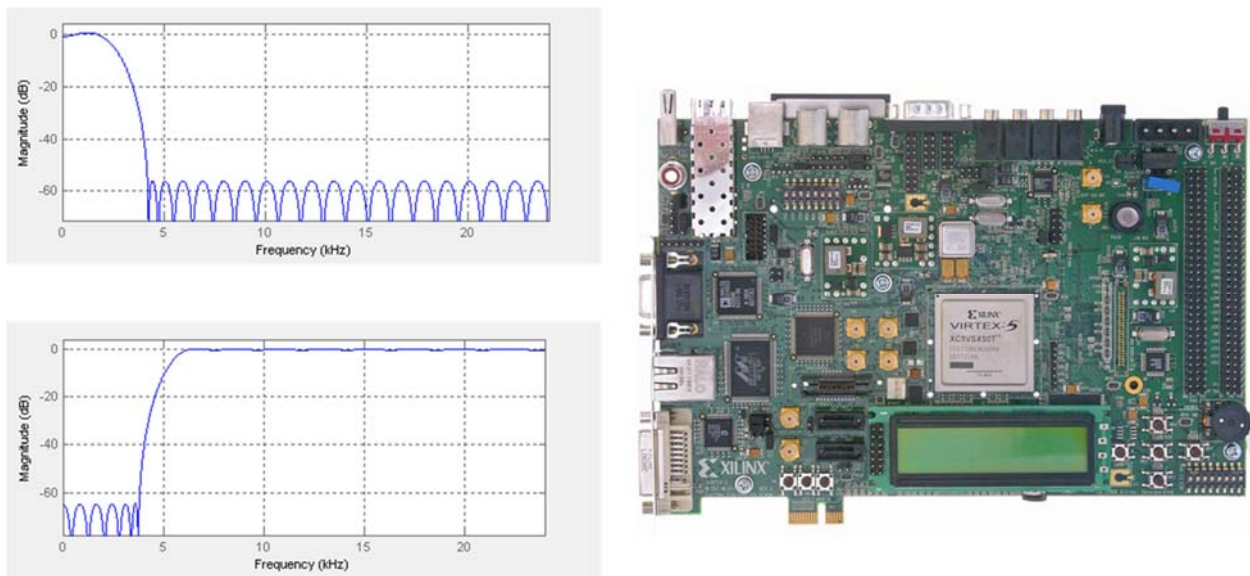 Magnitude (dB)
0
-20
-40
-60
0 5 10 15 20
Frequency (kHz)
Magnitude (dB)
0
-20
-40
-60
0 5 10 15 20
Frequency (kHz)
XILINX
VIRTEX-5
XC5VSX50T™
XILINX